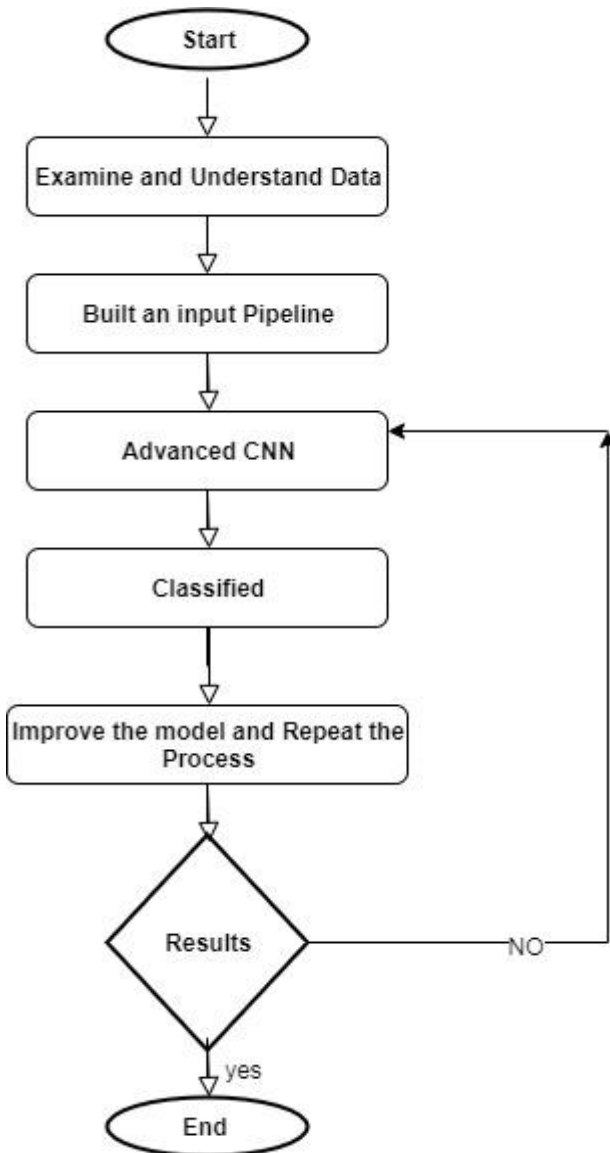 Start
Examine and Understand Data
Built an input Pipeline
Advanced CNN
Classified
Improve the model and Repeat the
Process
Results
NO
yes
End